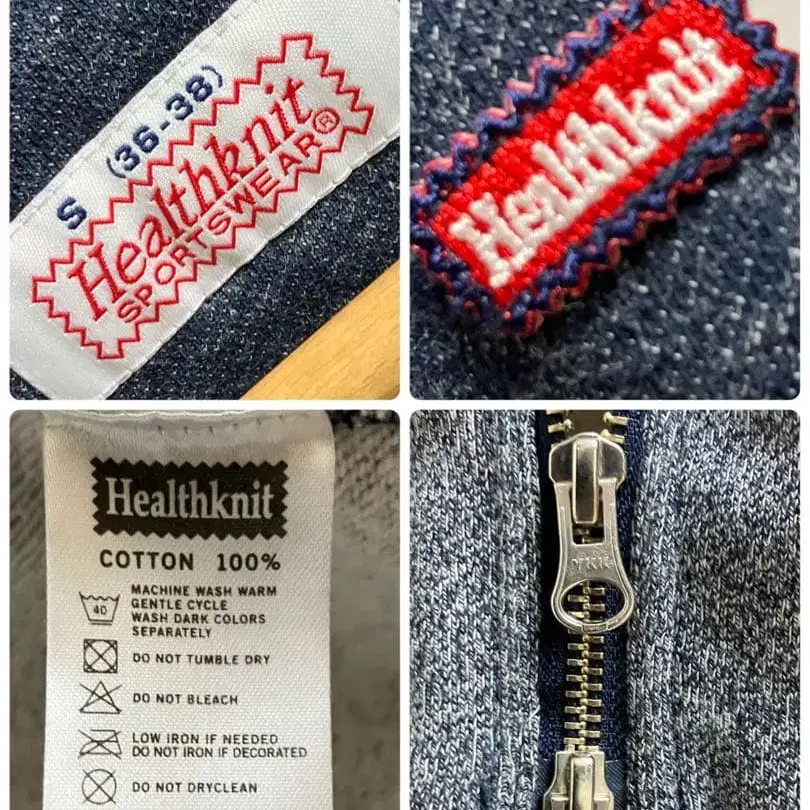 S (36-38)
Healthknit
SPORTSWEAR®
Healthknit
Healthknit
COTTON 100%
40
MACHINE WASH WARM
GENTLE CYCLE
WASH DARK COLORS
SEPARATELY
DO NOT TUMBLE DRY
DO NOT BLEACH
LOW IRON IF NEEDED
DO NOT IRON IF DECORATED
DO NOT DRYCLEAN
YKK